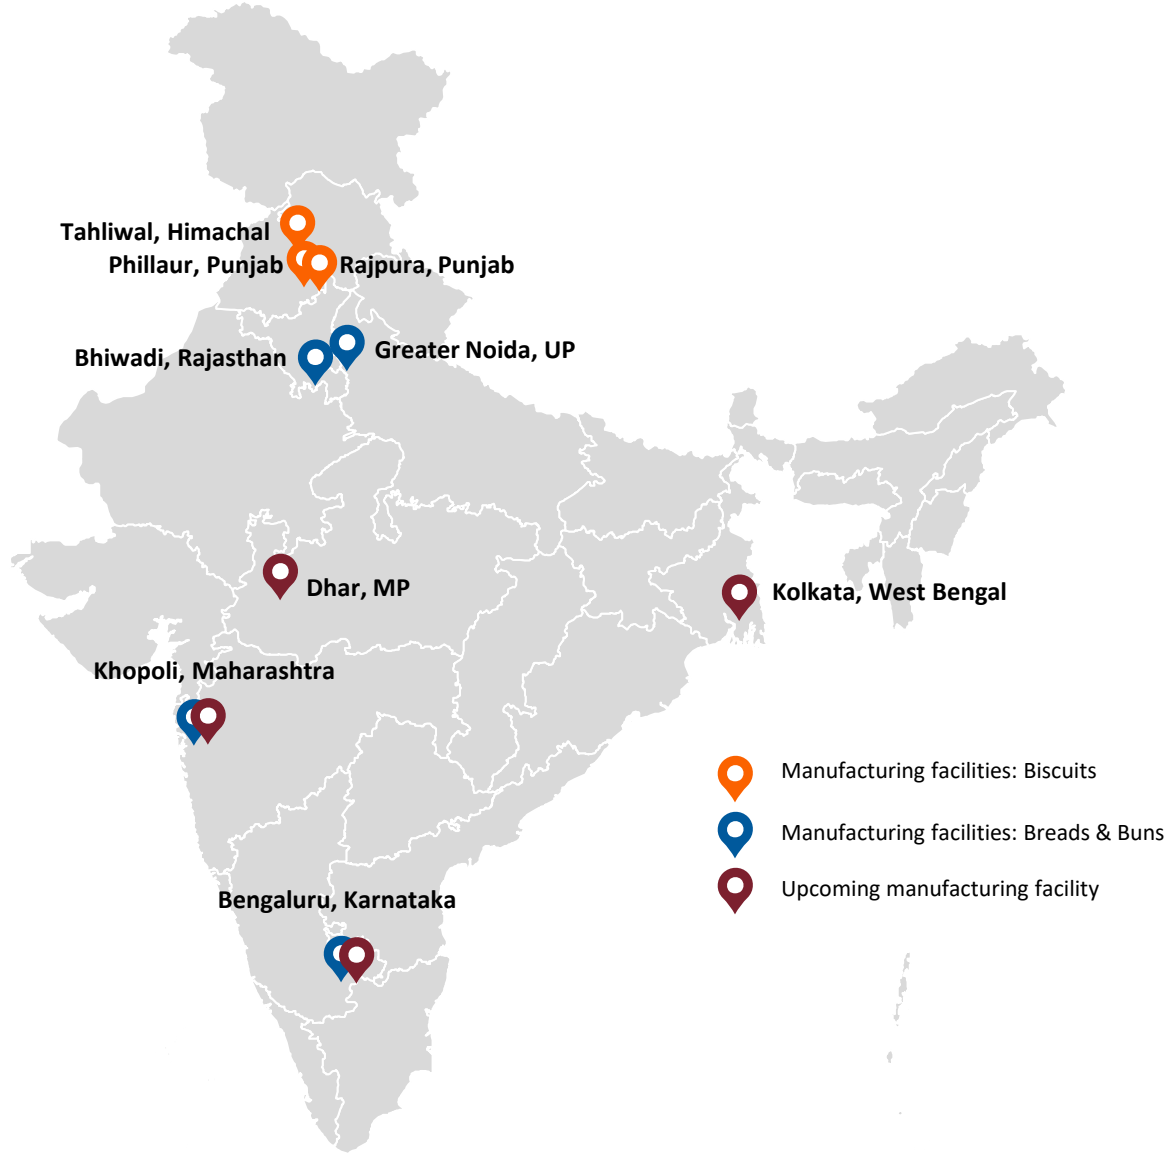 Tahliwal, Himachal
Phillaur, Punjab
Rajpura, Punjab
Bhiwadi, Rajasthan
Greater Noida, UP
Dhar, MP
Kolkata, West Bengal
Khopoli, Maharashtra
Manufacturing facilities: Biscuits
Manufacturing facilities: Breads & Buns
Upcoming manufacturing facility
Bengaluru, Karnataka